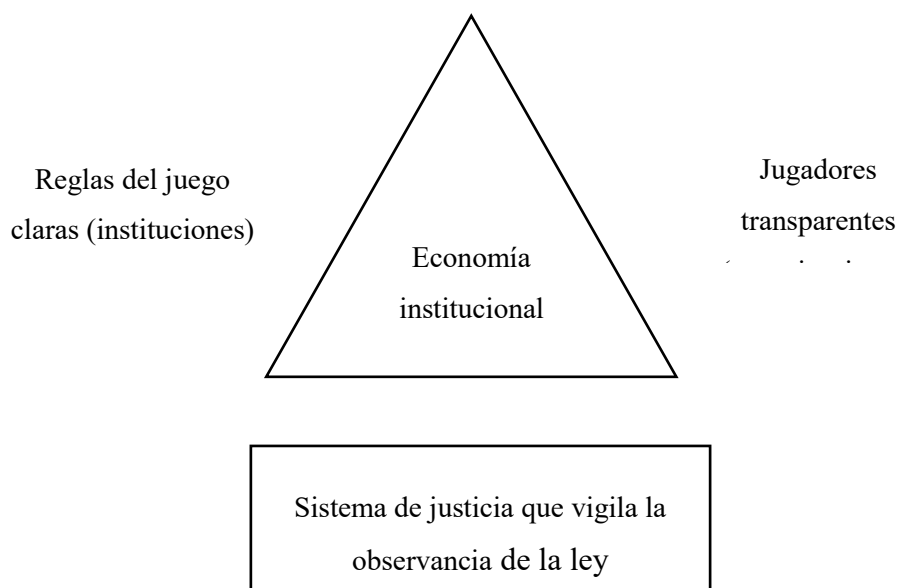 Reglas del juego
claras (instituciones)
Jugadores
transparentes
Economía
institucional
Sistema de justicia que vigila la
observancia de la ley